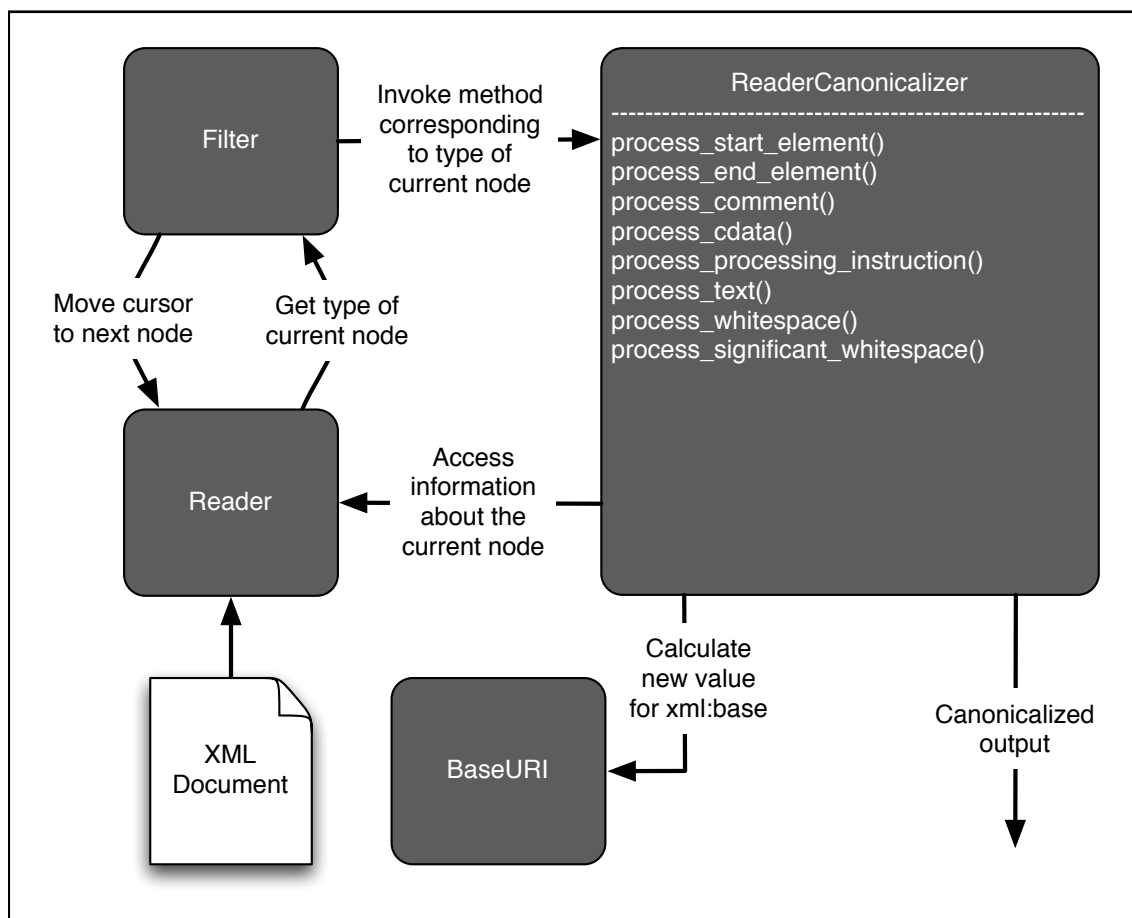 Filter
Invoke method
corresponding
to type of
current node
ReaderCanonicalizer
------------------------------------------------------------
process_start_element()
process_end_element()
process_comment()
process_cdata()
process_processing_instruction()
process_text()
process_whitespace()
process_significant_whitespace()
Move cursor
to next node
Get type of
current node
Reader
Access
information
about the
current node
XML
Document
BaseURI
Calculate
new value
for xml:base
Canonicalized
output